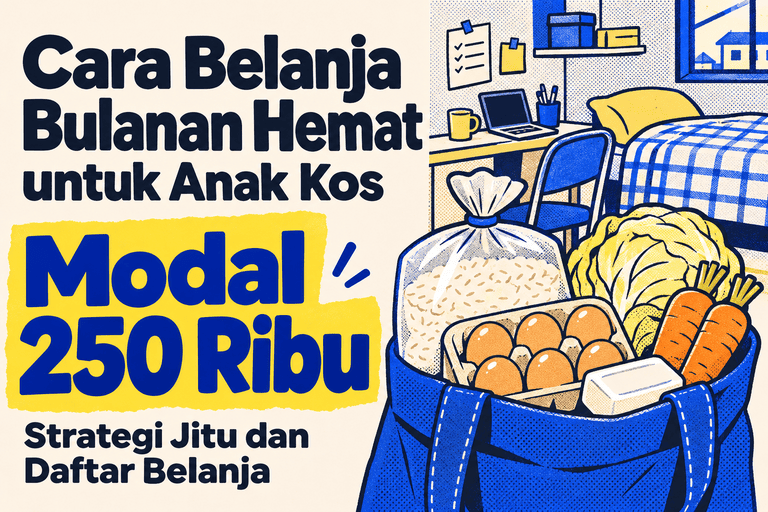 Cara Belanja
Bulanan Hemat
untuk Anak Kos
Modal
250 Ribu
Strategi Jitu dan
Daftar Belanja